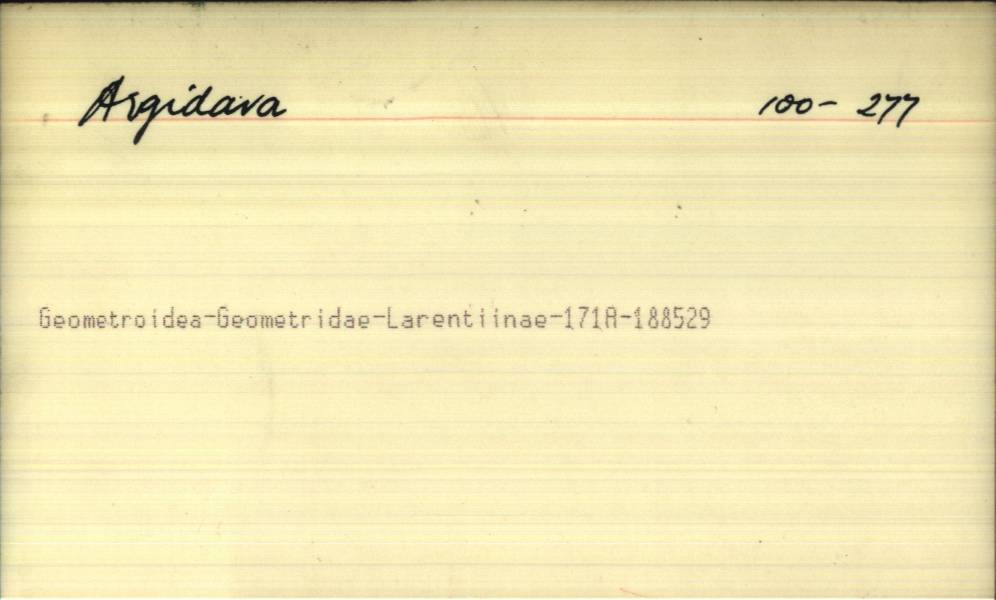 Argidava 100- 277
Geometroidea-Geometridae-Larentiinae-171A-188529